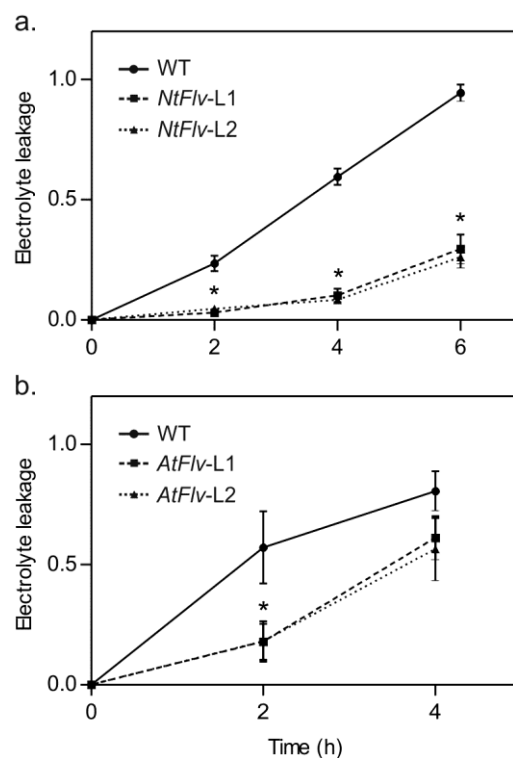 a.
Electrolyte leakage
1.0
0.5
0.0
WT
NtFlv-L1
NtFlv-L2
*
*
*
0 2 4 6
b.
Electrolyte leakage
1.0
0.5
0.0
WT
AtFlv-L1
AtFlv-L2
*
0 2 4
Time (h)